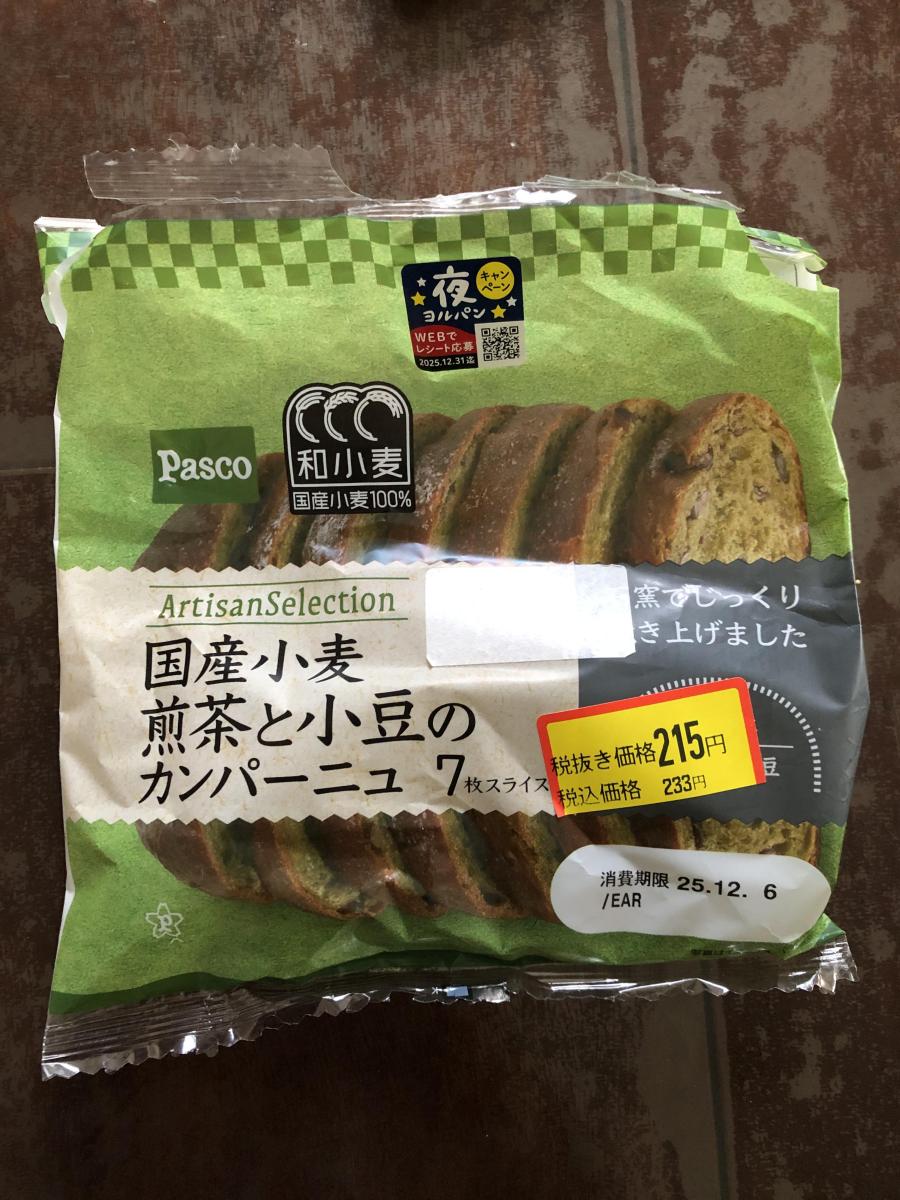 夜
キャン
ペーン
ヨルパン
WEBで
レシート応募
2025.12.31迄
Pasco
和小麦
国産小麦100%
ArtisanSelection
窯でじっくり
き上げました
国産小麦
煎茶と小豆の
カンパーニュ 7枚スライス
税抜き価格215円
税込価格 233円
豆
消費期限 25.12. 6
/EAR